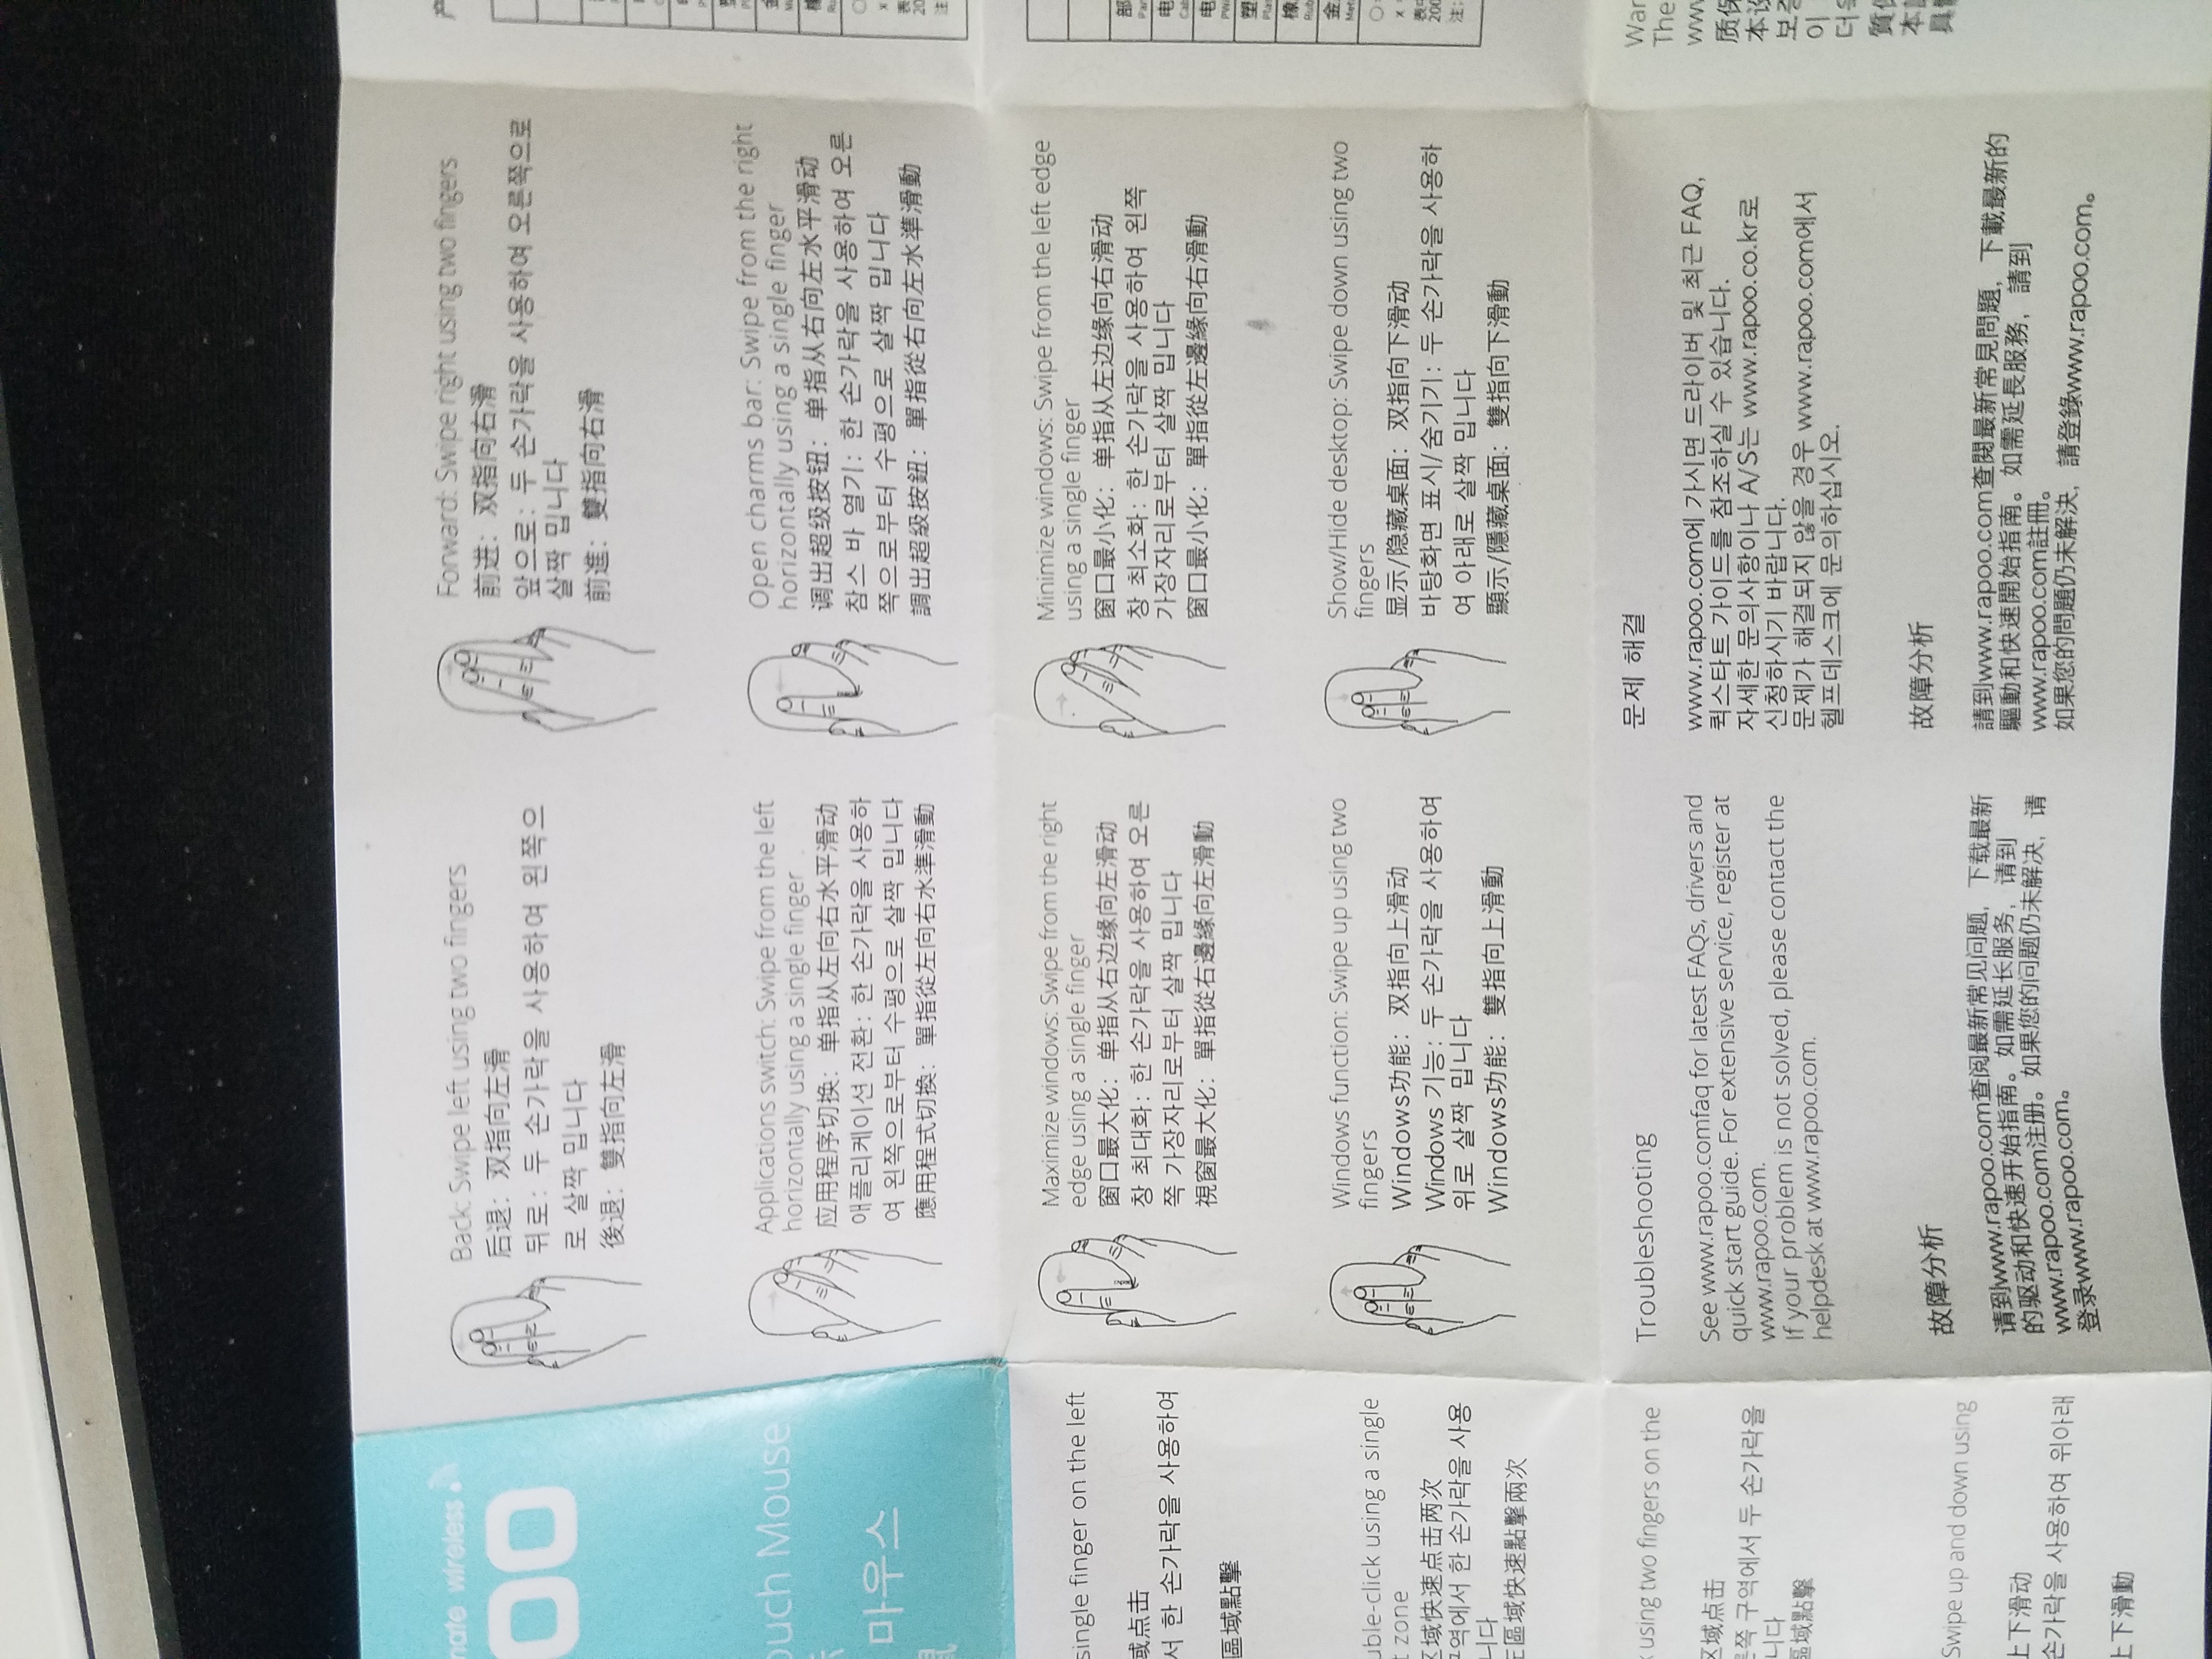 mate wireless
oo
ouch Mouse
마우스
鼠
single finger on the left
域点击
서 한 손가락을 사용하여
區域點擊
uble-click using a single
t zone
区域快速点击两次
구역에서 한 손가락을 사용
니다
在區域快速點擊兩次
k using two fingers on the
区域点击
른쪽 구역에서 두 손가락을
니다
區域點擊
Swipe up and down using
上下滑动
손가락을 사용하여 위아래
上下滑動
Back: Swipe left using two fingers
后退：双指向左滑
뒤로: 두 손가락을 사용하여 왼쪽으
로 살짝 밉니다
後退：雙指向左滑
Forward: Swipe right using two fingers
前进：双指向右滑
앞으로: 두 손가락을 사용하여 오른쪽으로
살짝 밉니다
前進：雙指向右滑
Applications switch: Swipe from the left
horizontally using a single finger
应用程序切换：单指从左向右水平滑动
애플리케이션 전환: 한 손가락을 사용하
여 왼쪽으로부터 수평으로 살짝 밉니다
應用程式切換：單指從左向右水準滑動
Open charms bar: Swipe from the right
horizontally using a single finger
调出超级按钮：单指从右向左水平滑动
참스 바 열기: 한 손가락을 사용하여 오른
쪽으로부터 수평으로 살짝 밉니다
調出超級按鈕：單指從右向左水準滑動
Maximize windows: Swipe from the right
edge using a single finger
窗口最大化：单指从右边缘向左滑动
창 최대화: 한 손가락을 사용하여 오른
쪽 가장자리로부터 살짝 밉니다
視窗最大化：單指從右邊緣向左滑動
Minimize windows: Swipe from the left edge
using a single finger
窗口最小化：单指从左边缘向右滑动
창 최소화: 한 손가락을 사용하여 왼쪽
가장자리로부터 살짝 밉니다
窗口最小化：單指從左邊緣向右滑動
Windows function: Swipe up using two
fingers
Windows功能：双指向上滑动
Windows 기능: 두 손가락을 사용하여
위로 살짝 밉니다
Windows功能：雙指向上滑動
Show/Hide desktop: Swipe down using two
fingers
显示/隐藏桌面：双指向下滑动
바탕화면 표시/숨기기: 두 손가락을 사용하
여 아래로 살짝 밉니다
顯示/隱藏桌面：雙指向下滑動
Troubleshooting
See www.rapoo.comfaq for latest FAQs, drivers and
quick start guide. For extensive service, register at
www.rapoo.com.
If your problem is not solved, please contact the
helpdesk at www.rapoo.com.
문제 해결
www.rapoo.com에 가시면 드라이버 및 최근 FAQ,
퀵스타트 가이드를 참조하실 수 있습니다.
자세한 문의사항이나 A/S는 www.rapoo.co.kr로
신청하시기 바랍니다.
문제가 해결되지 않을 경우 www.rapoo.com에서
헬프데스크에 문의하십시오.
故障分析
请到www.rapoo.com查阅最新常见问题，下载最新
的驱动和快速开始指南。如需延长服务，请到
www.rapoo.com注册。如果您的问题仍未解决，请
登录www.rapoo.com。
故障分析
請到www.rapoo.com查閱最新常見問題，下載最新的
驅動和快速開始指南。如需延長服務，請到
www.rapoo.com註冊。
如果您的問題仍未解決，請登錄www.rapoo.com。
产
部
电
Cab
电
PW
塑
Pla
橡
Rub
金
Met
表中
200
注:
War
The
www
质保
本设
보증
이
더욱
質保
本
具